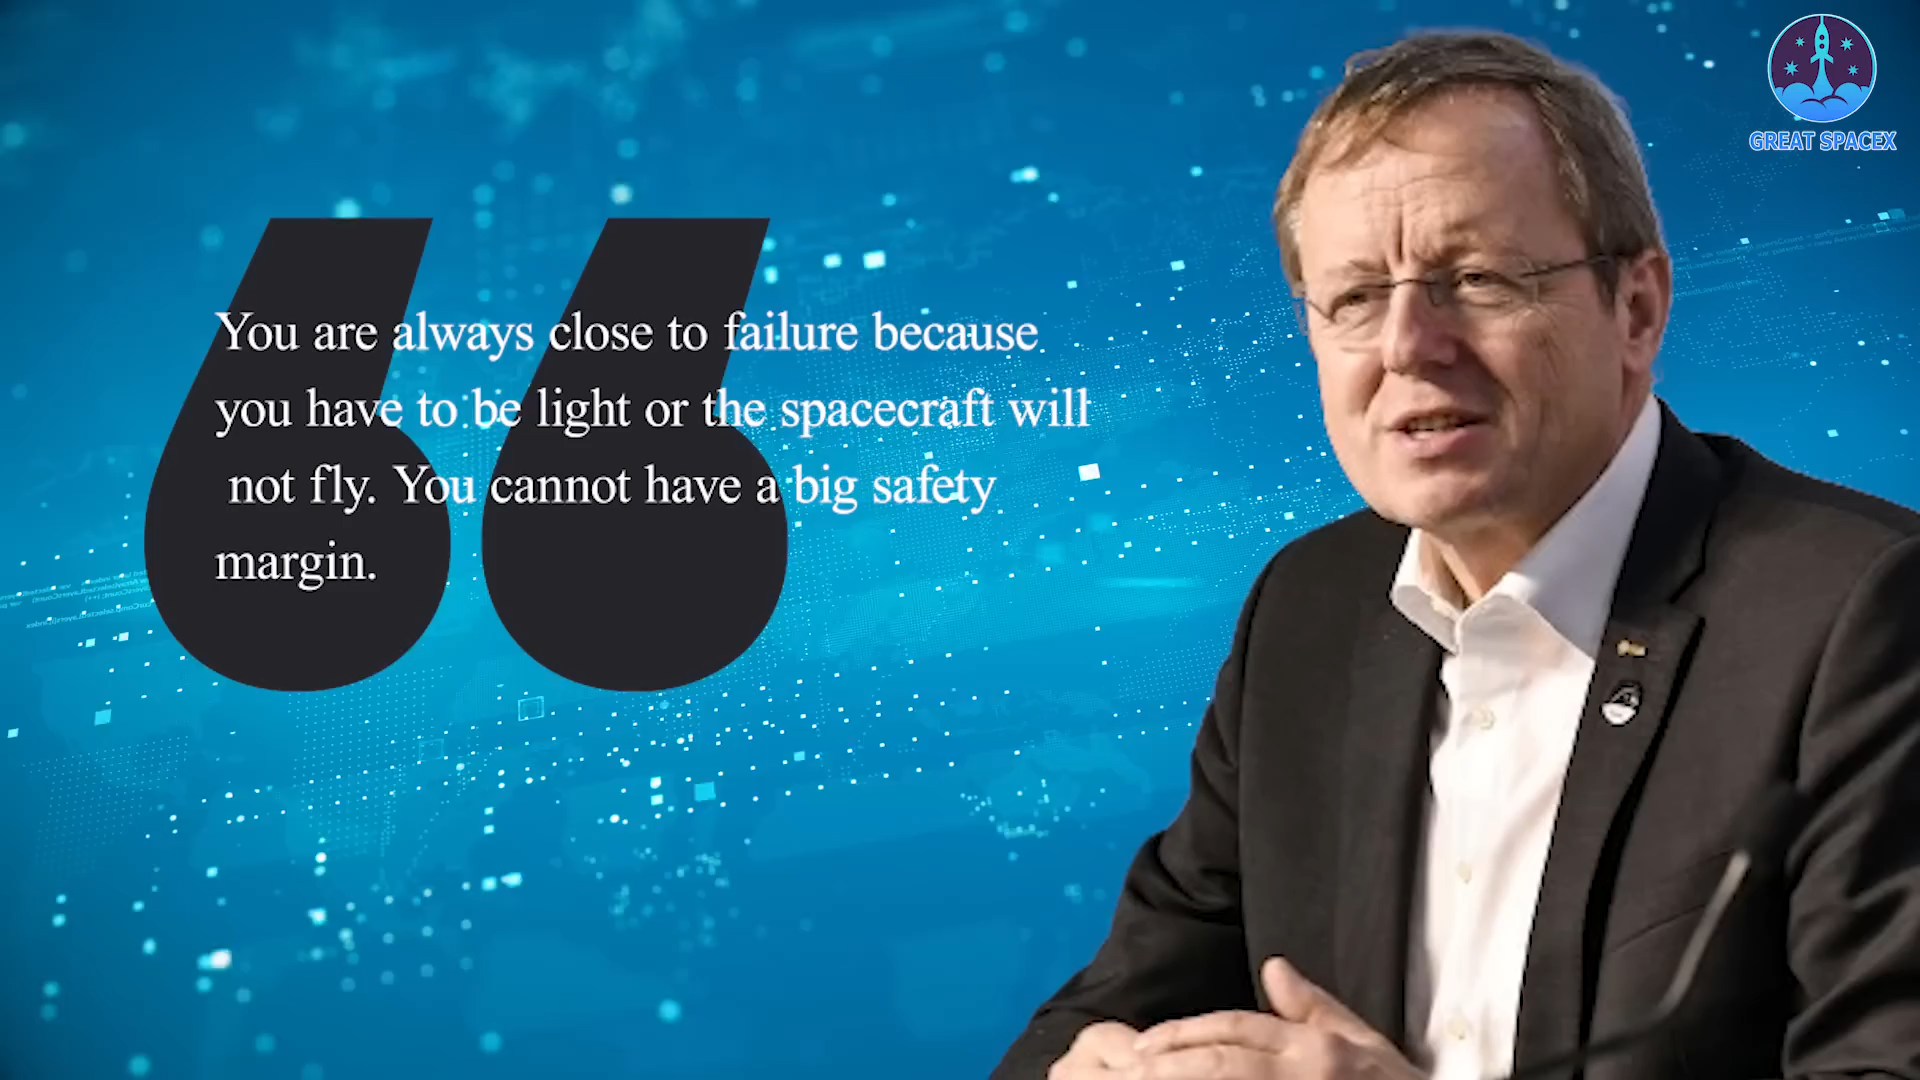 GREAT SPACEX
You are always close to failure because
you have to be light or the spacecraft will
not fly. You cannot have a big safety
margin.